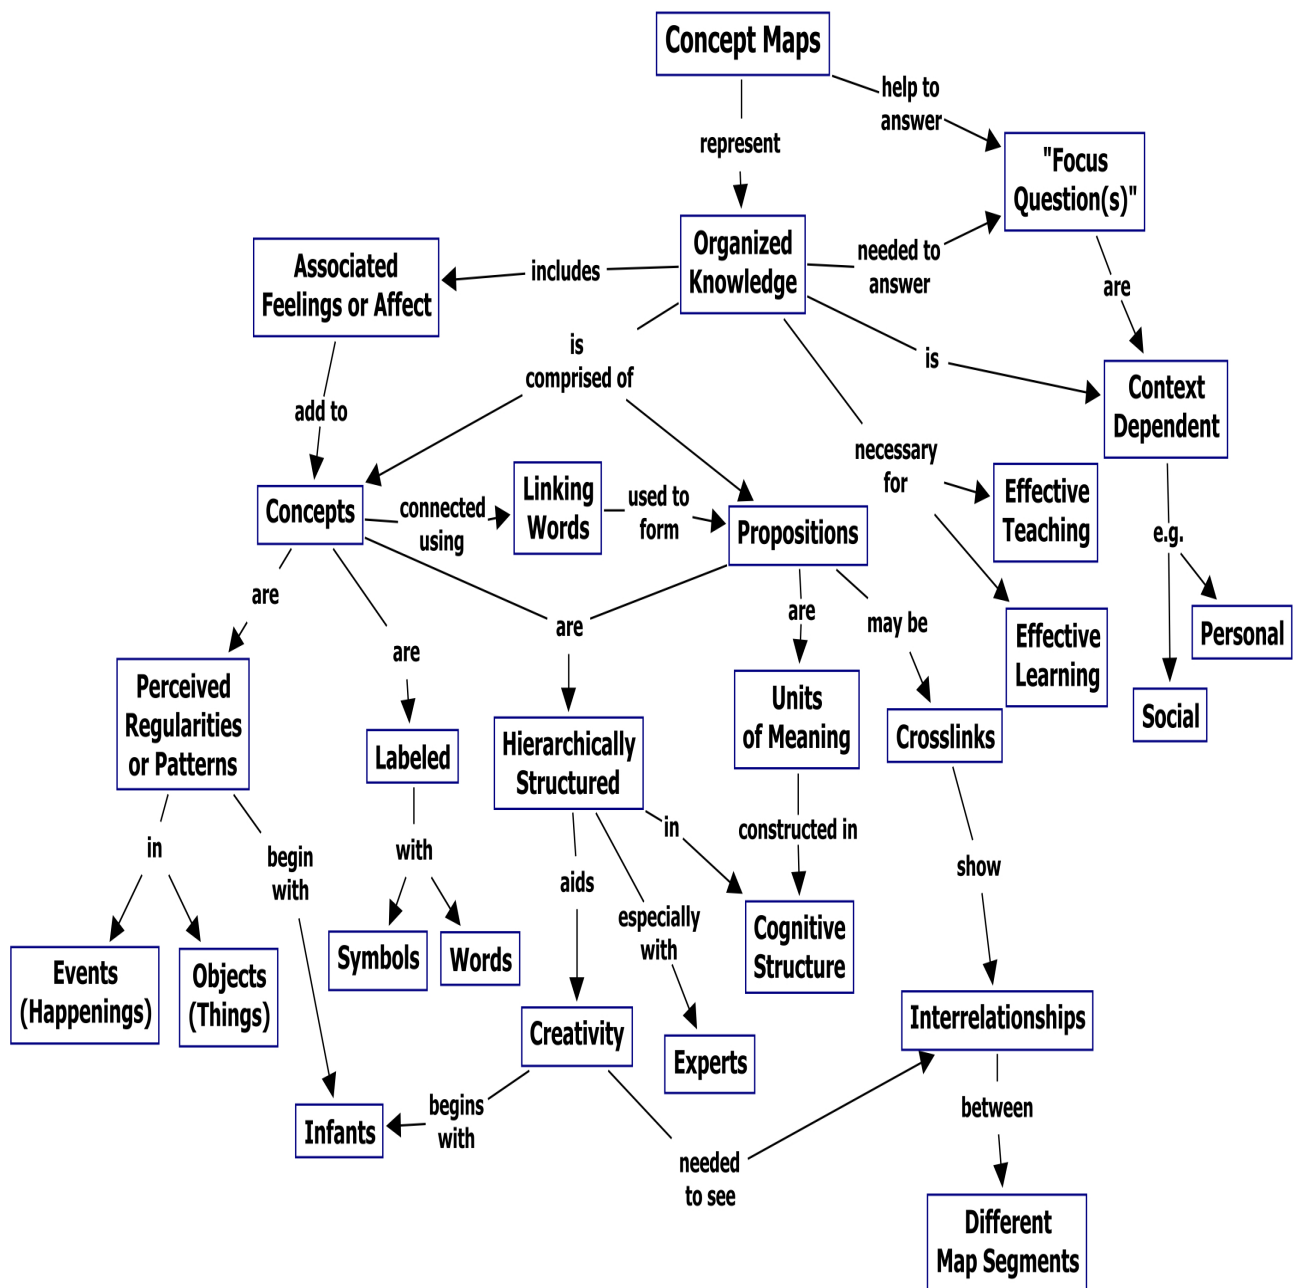 Concept Maps
help to
answer
represent
"Focus
Question(s)"
Organized
Knowledge
needed to
answer
includes
Associated
Feelings or Affect
are
is
comprised of
is
Context
Dependent
add to
necessary
for
Effective
Teaching
Concepts
connected
using
Linking
Words
used to
form
Propositions
e.g.
are
are
are
are
may be
Effective
Learning
Personal
Social
Perceived
Regularities
or Patterns
Labeled
Hierarchically
Structured
Units
of Meaning
Crosslinks
in
begin
with
with
aids
especially
with
in
constructed in
show
Events
(Happenings)
Objects
(Things)
Symbols
Words
Cognitive
Structure
Creativity
Experts
Interrelationships
Infants
begins
with
needed
to see
between
Different
Map Segments